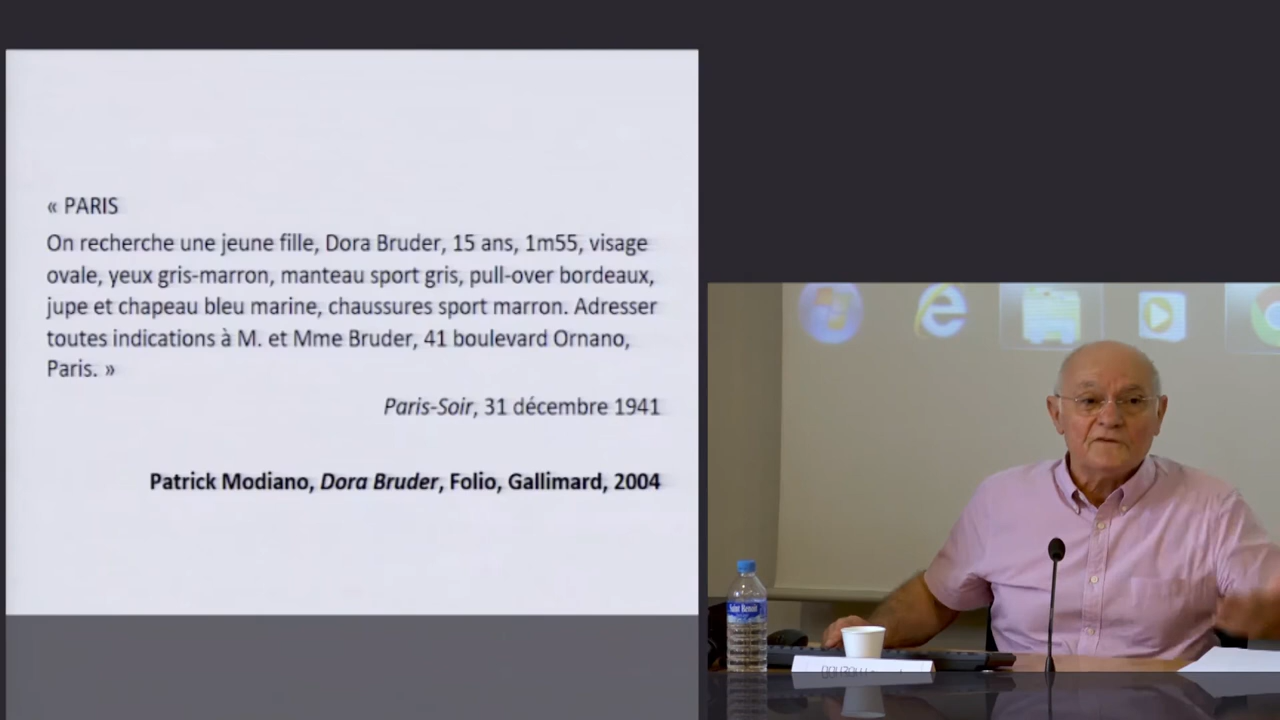 « PARIS
On recherche une jeune fille, Dora Bruder, 15 ans, 1m55, visage
ovale, yeux gris-marron, manteau sport gris, pull-over bordeaux,
jupe et chapeau bleu marine, chaussures sport marron. Adresser
toutes indications à M. et Mme Bruder, 41 boulevard Ornano,
Paris. »
Paris-Soir, 31 décembre 1941
Patrick Modiano, Dora Bruder, Folio, Gallimard, 2004
Saint Benoit